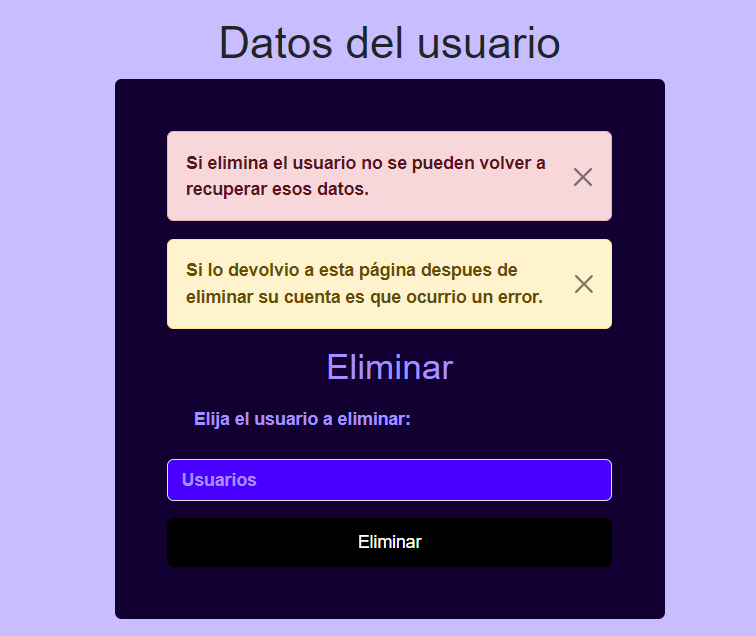 Datos del usuario
Si elimina el usuario no se pueden volver a
recuperar esos datos.
Si lo devolvio a esta página despues de
eliminar su cuenta es que ocurrio un error.
Eliminar
Elija el usuario a eliminar:
Usuarios
Eliminar